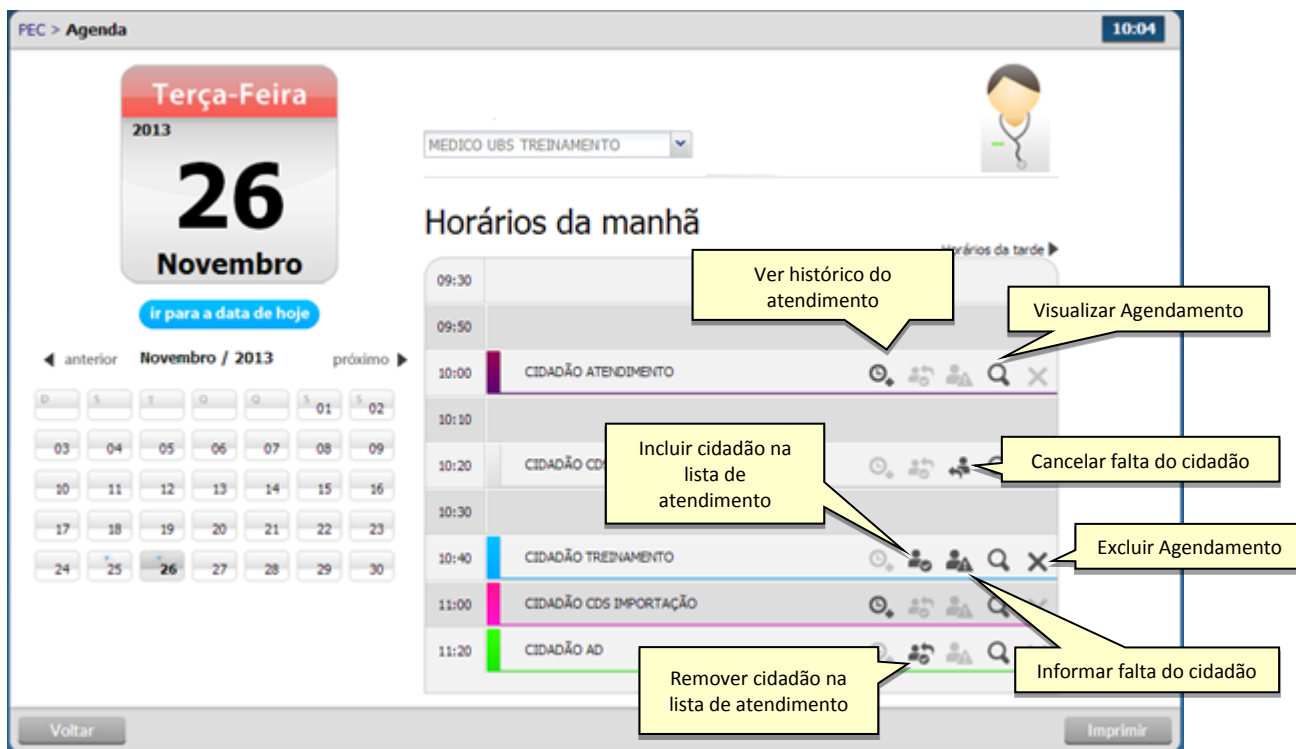 PEC > Agenda
10:04
Terça-Feira
2013
26
Novembro
ir para a data de hoje
anterior Novembro / 2013 próximo
D S T Q Q S 01 S 02
03 04 05 06 07 08 09
10 11 12 13 14 15 16
17 18 19 20 21 22 23
24 25 26 27 28 29 30
MEDICO UBS TREINAMENTO
Horários da manhã
Horários da tarde
09:30
Ver histórico do
atendimento
Visualizar Agendamento
09:50
10:00 CIDADÃO ATENDIMENTO
10:10
Incluir cidadão na
lista de
atendimento
10:20 CIDADÃO CDS
Cancelar falta do cidadão
10:30
10:40 CIDADÃO TREINAMENTO
Excluir Agendamento
11:00 CIDADÃO CDS IMPORTAÇÃO
11:20 CIDADÃO AD
Remover cidadão na
lista de atendimento
Informar falta do cidadão
Voltar
Imprimir